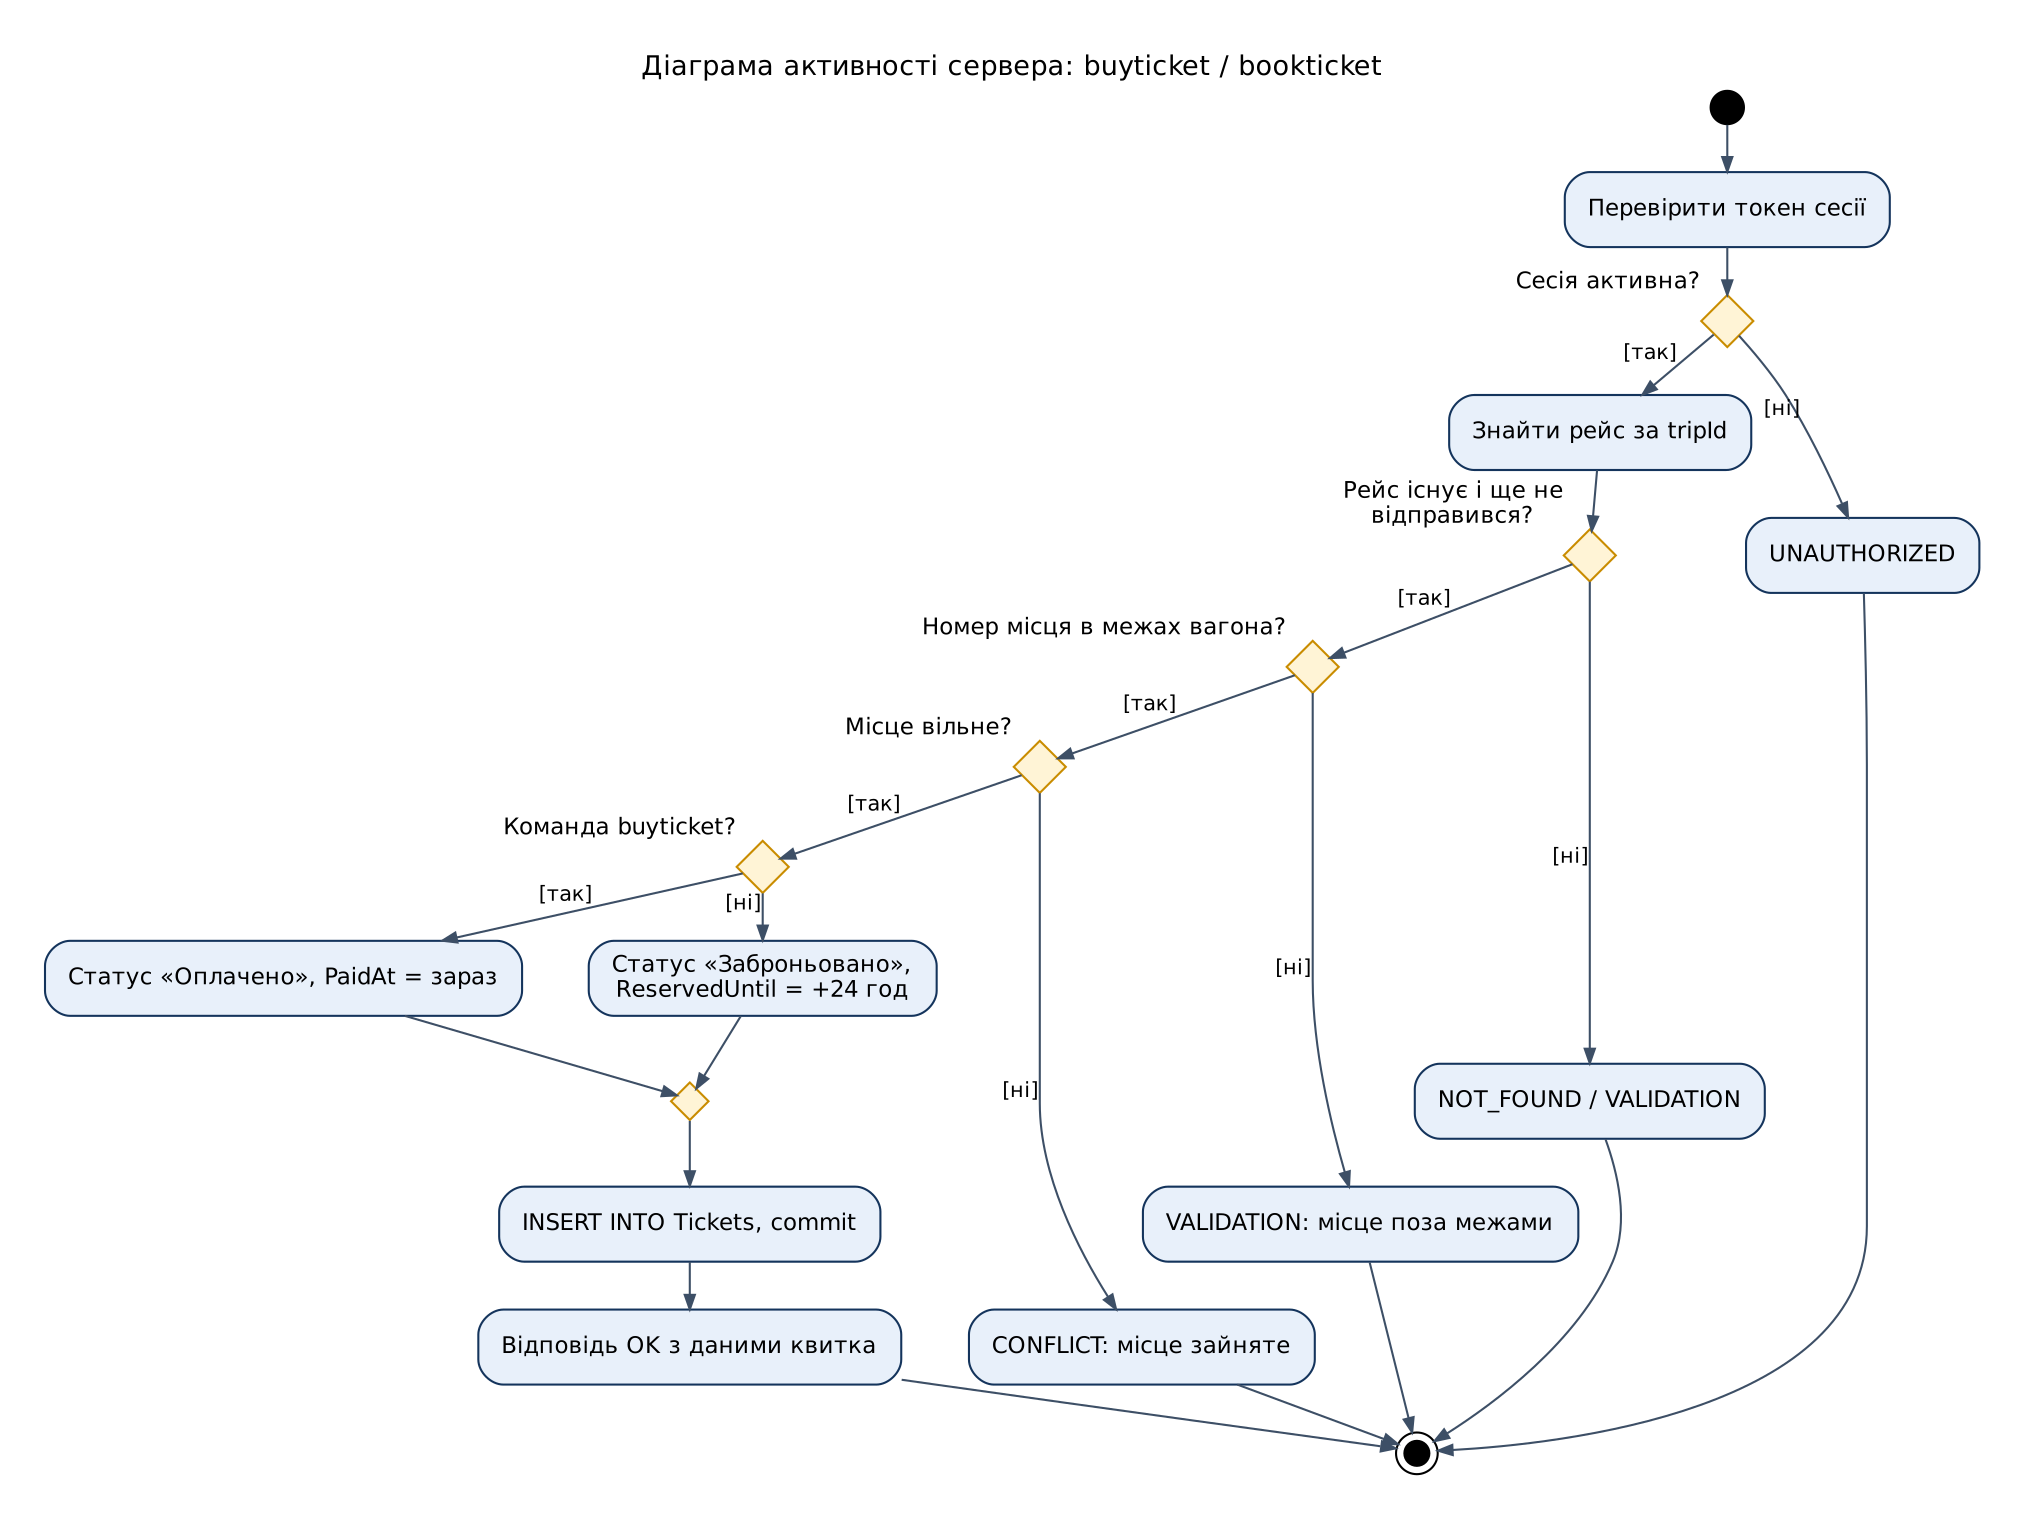 Діаграма активності сервера: buyticket / bookticket
Перевірити токен сесії
Сесія активна?
[так]
[ні]
Знайти рейс за tripId
Рейс існує і ще не
відправився?
UNAUTHORIZED
[так]
Номер місця в межах вагона?
[так]
Місце вільне?
[так]
Команда buyticket?
[ні]
[так]
[ні]
Статус «Оплачено», PaidAt = зараз
Статус «Заброньовано»,
ReservedUntil = +24 год
[ні]
[ні]
NOT_FOUND / VALIDATION
INSERT INTO Tickets, commit
VALIDATION: місце поза межами
Відповідь OK з даними квитка
CONFLICT: місце зайняте